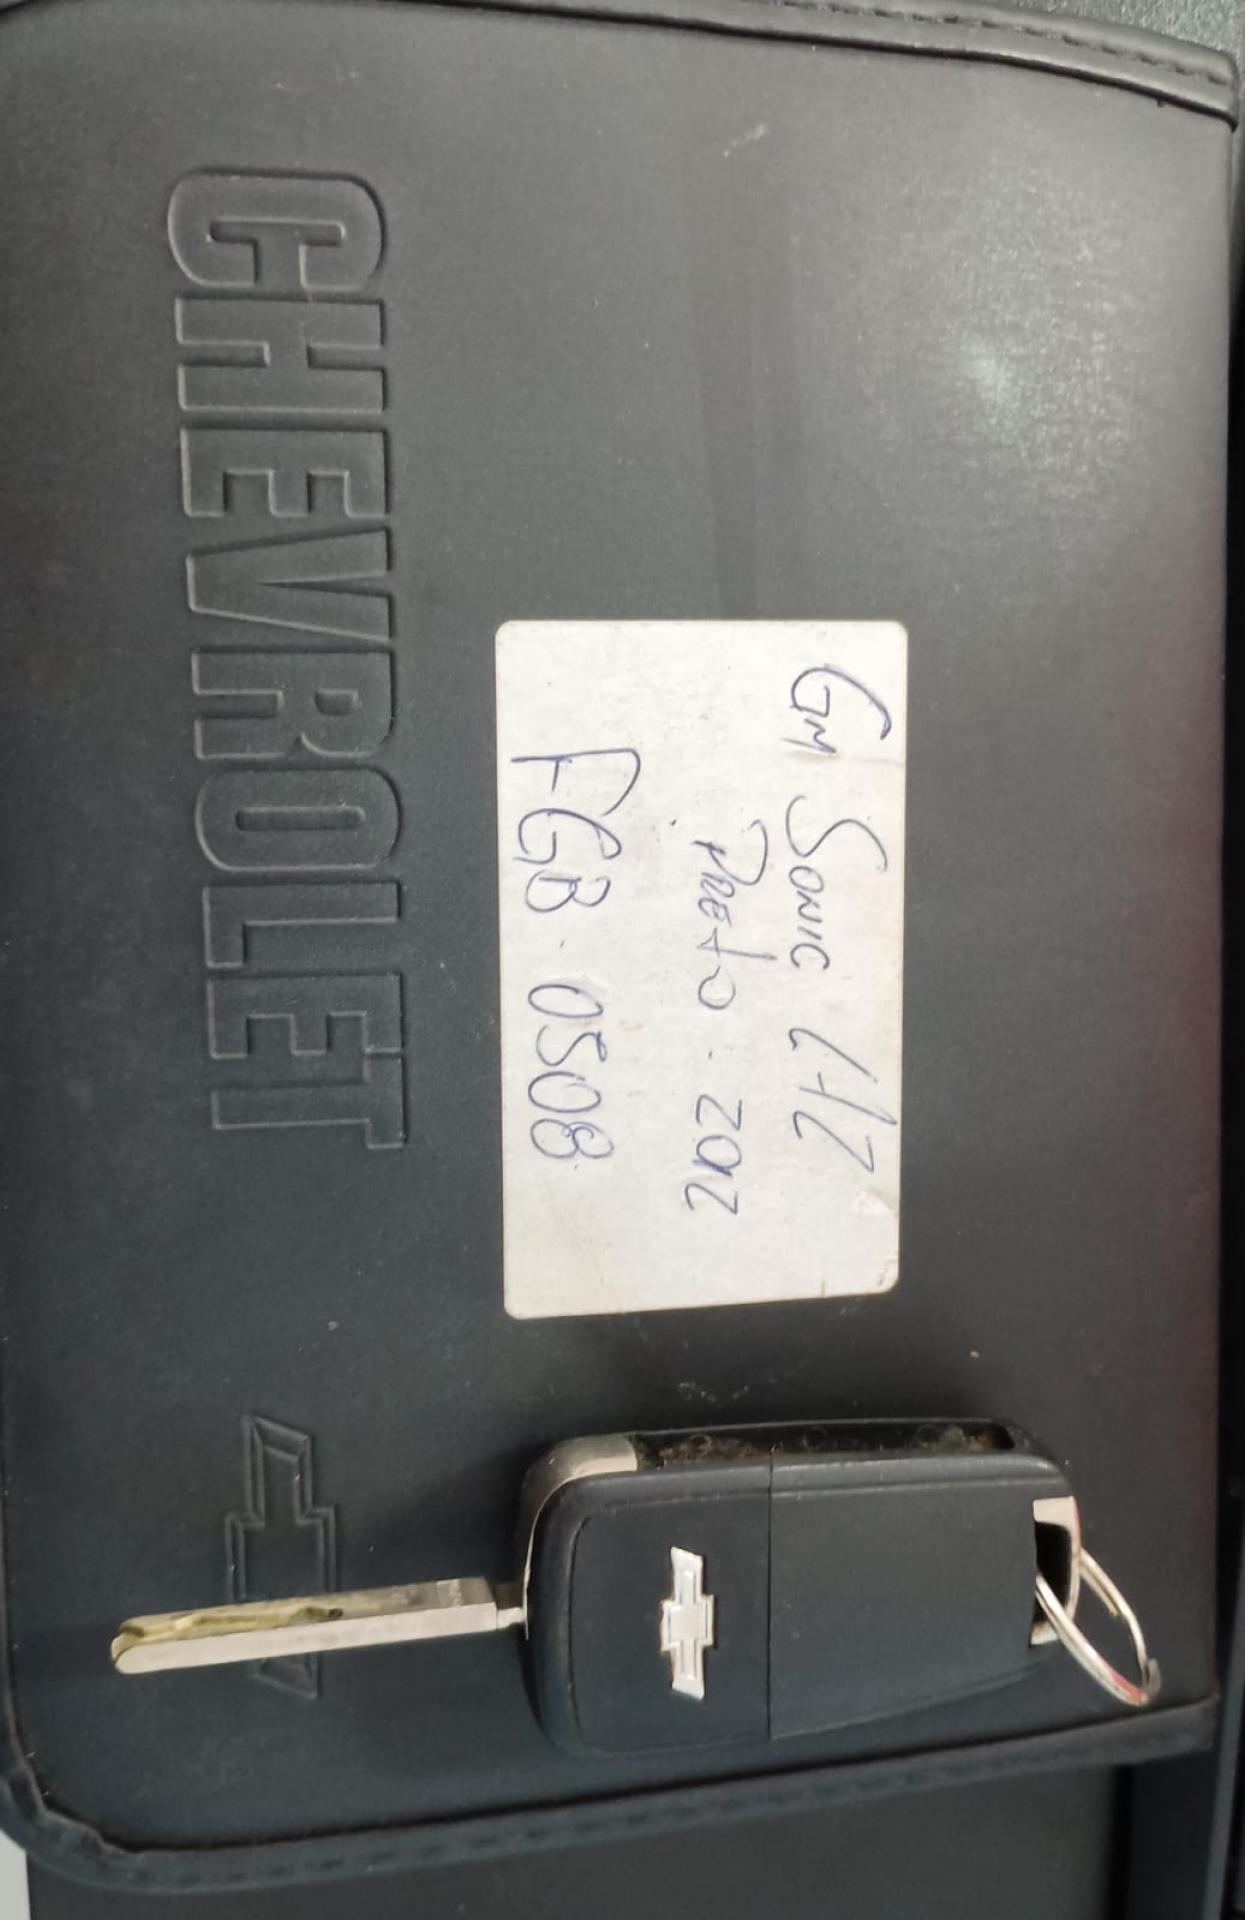 GM SONIC LTZ
PRETO. 2012
FGB. 0508
CHEVROLET